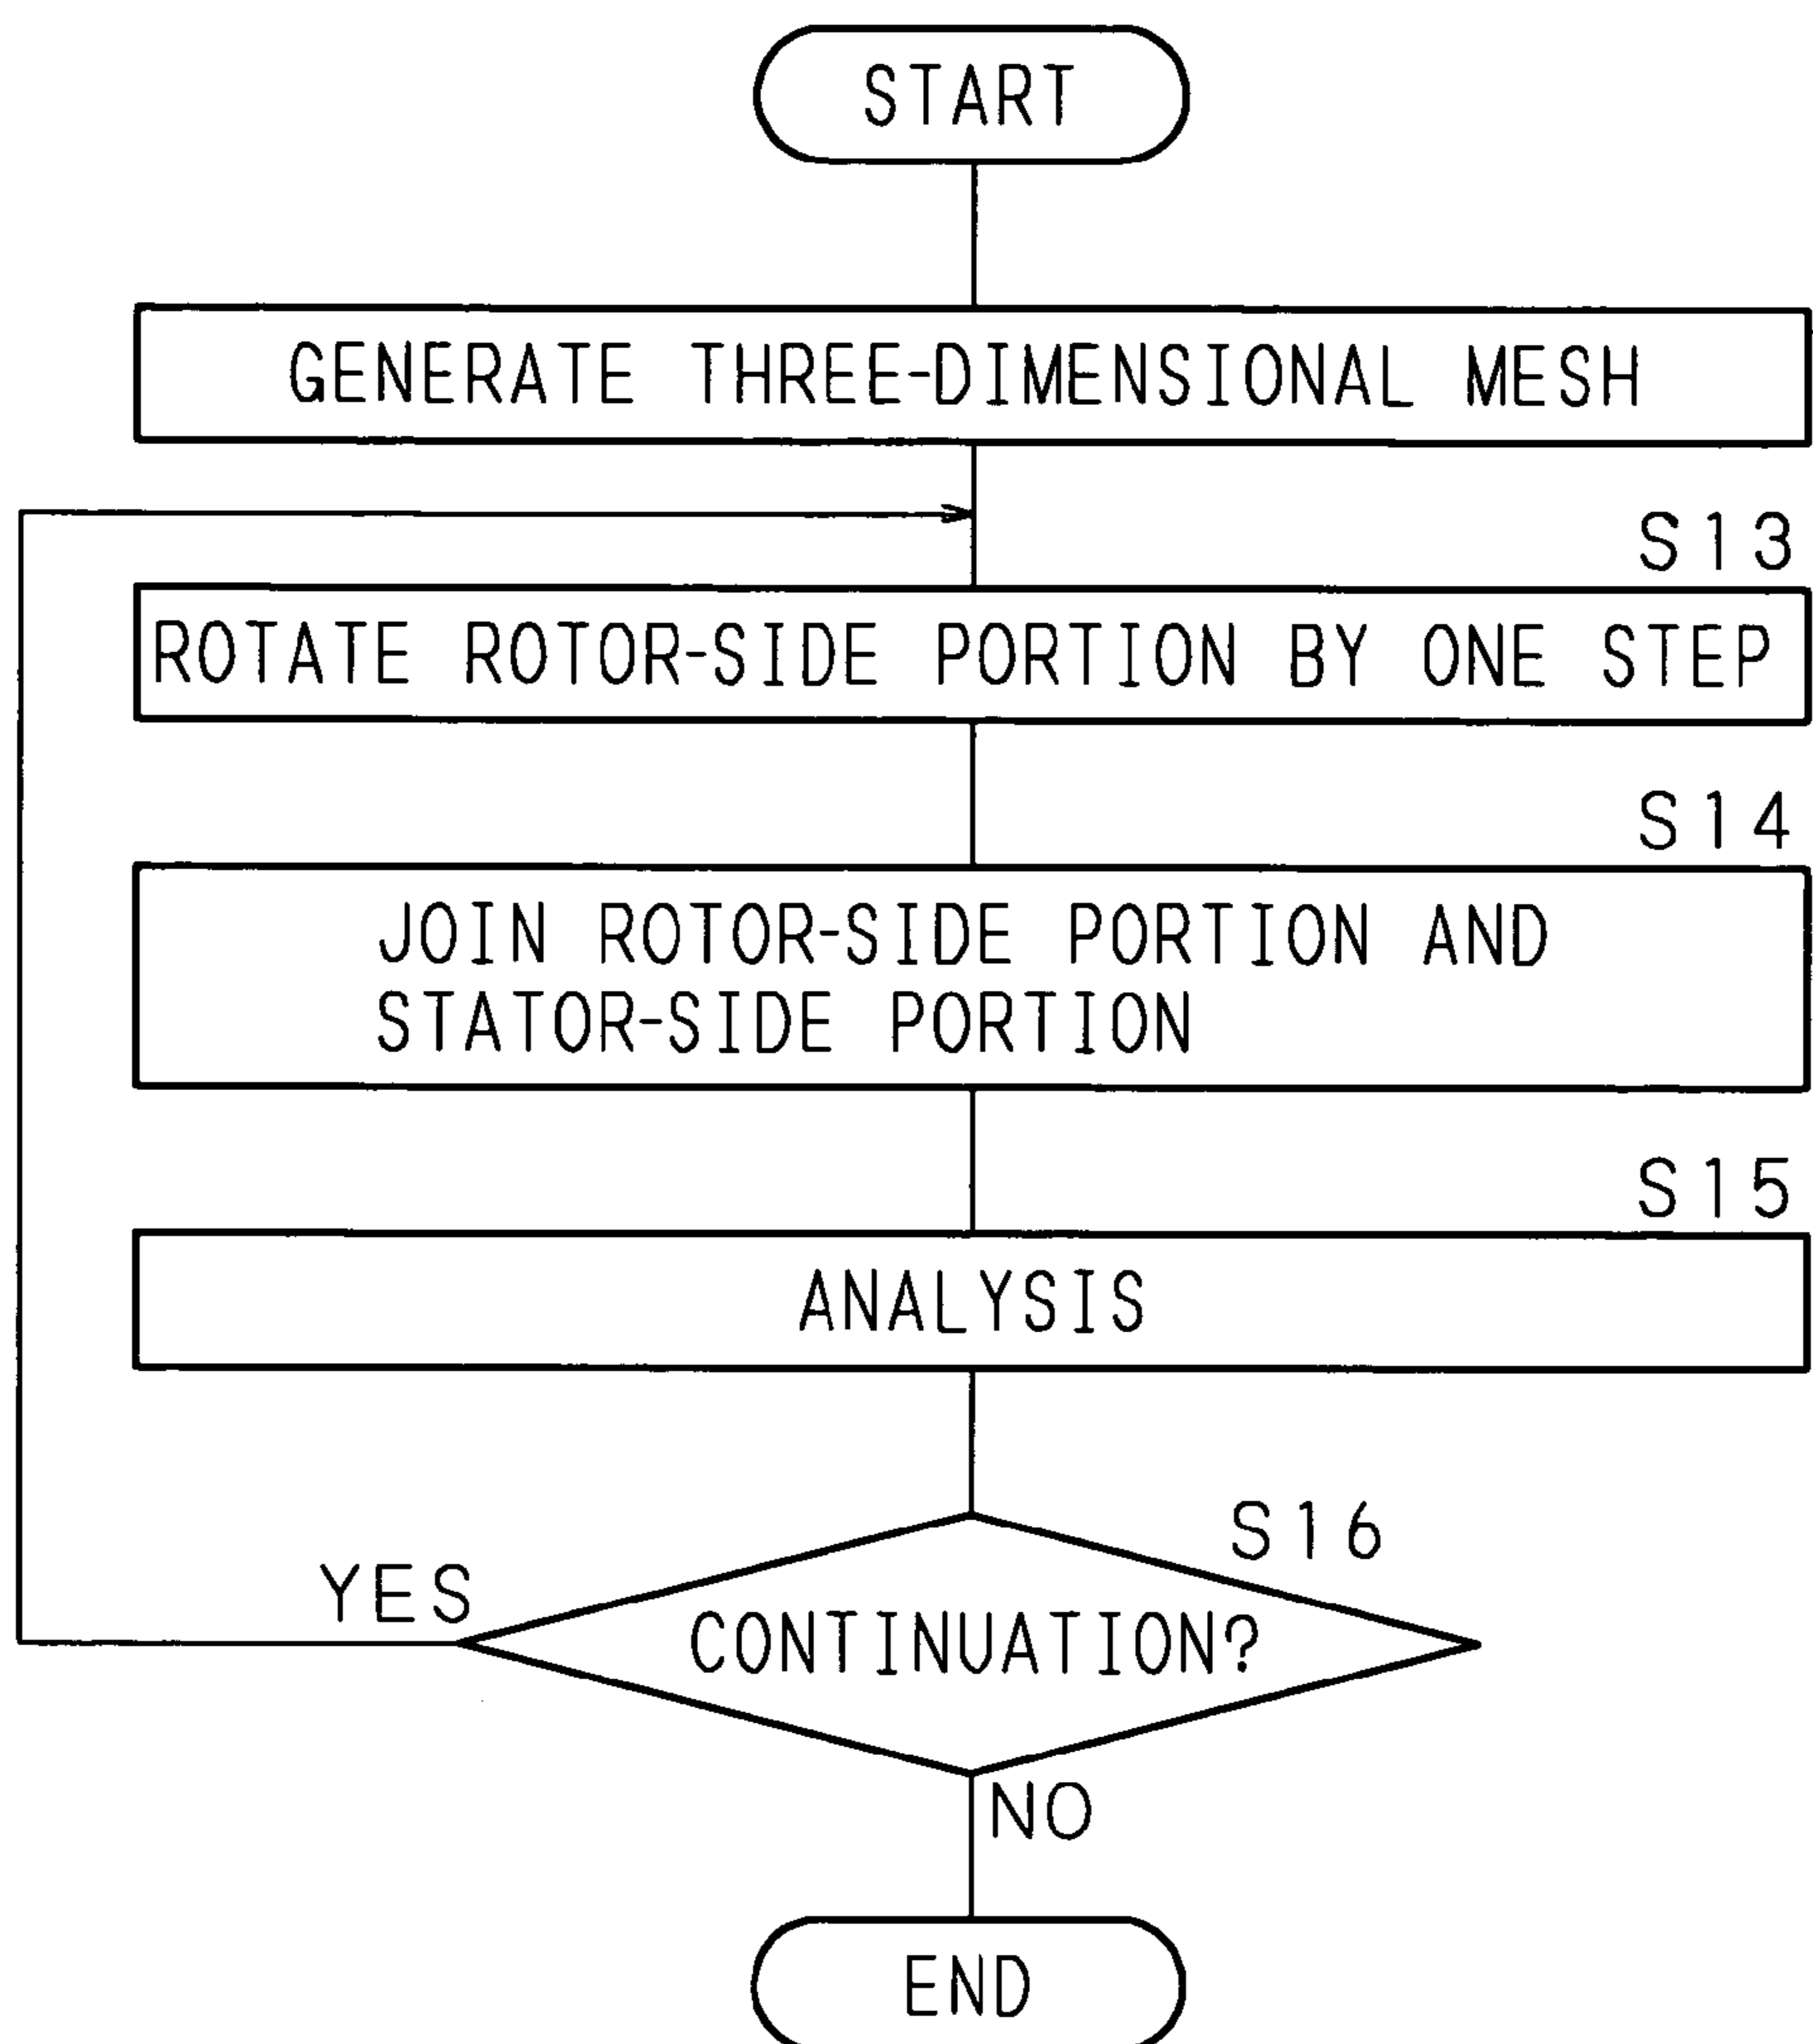 START
GENERATE THREE-DIMENSIONAL MESH
S13
ROTATE ROTOR-SIDE PORTION BY ONE STEP
S14
JOIN ROTOR-SIDE PORTION AND
STATOR-SIDE PORTION
S15
ANALYSIS
S16
YES
CONTINUATION?
NO
END